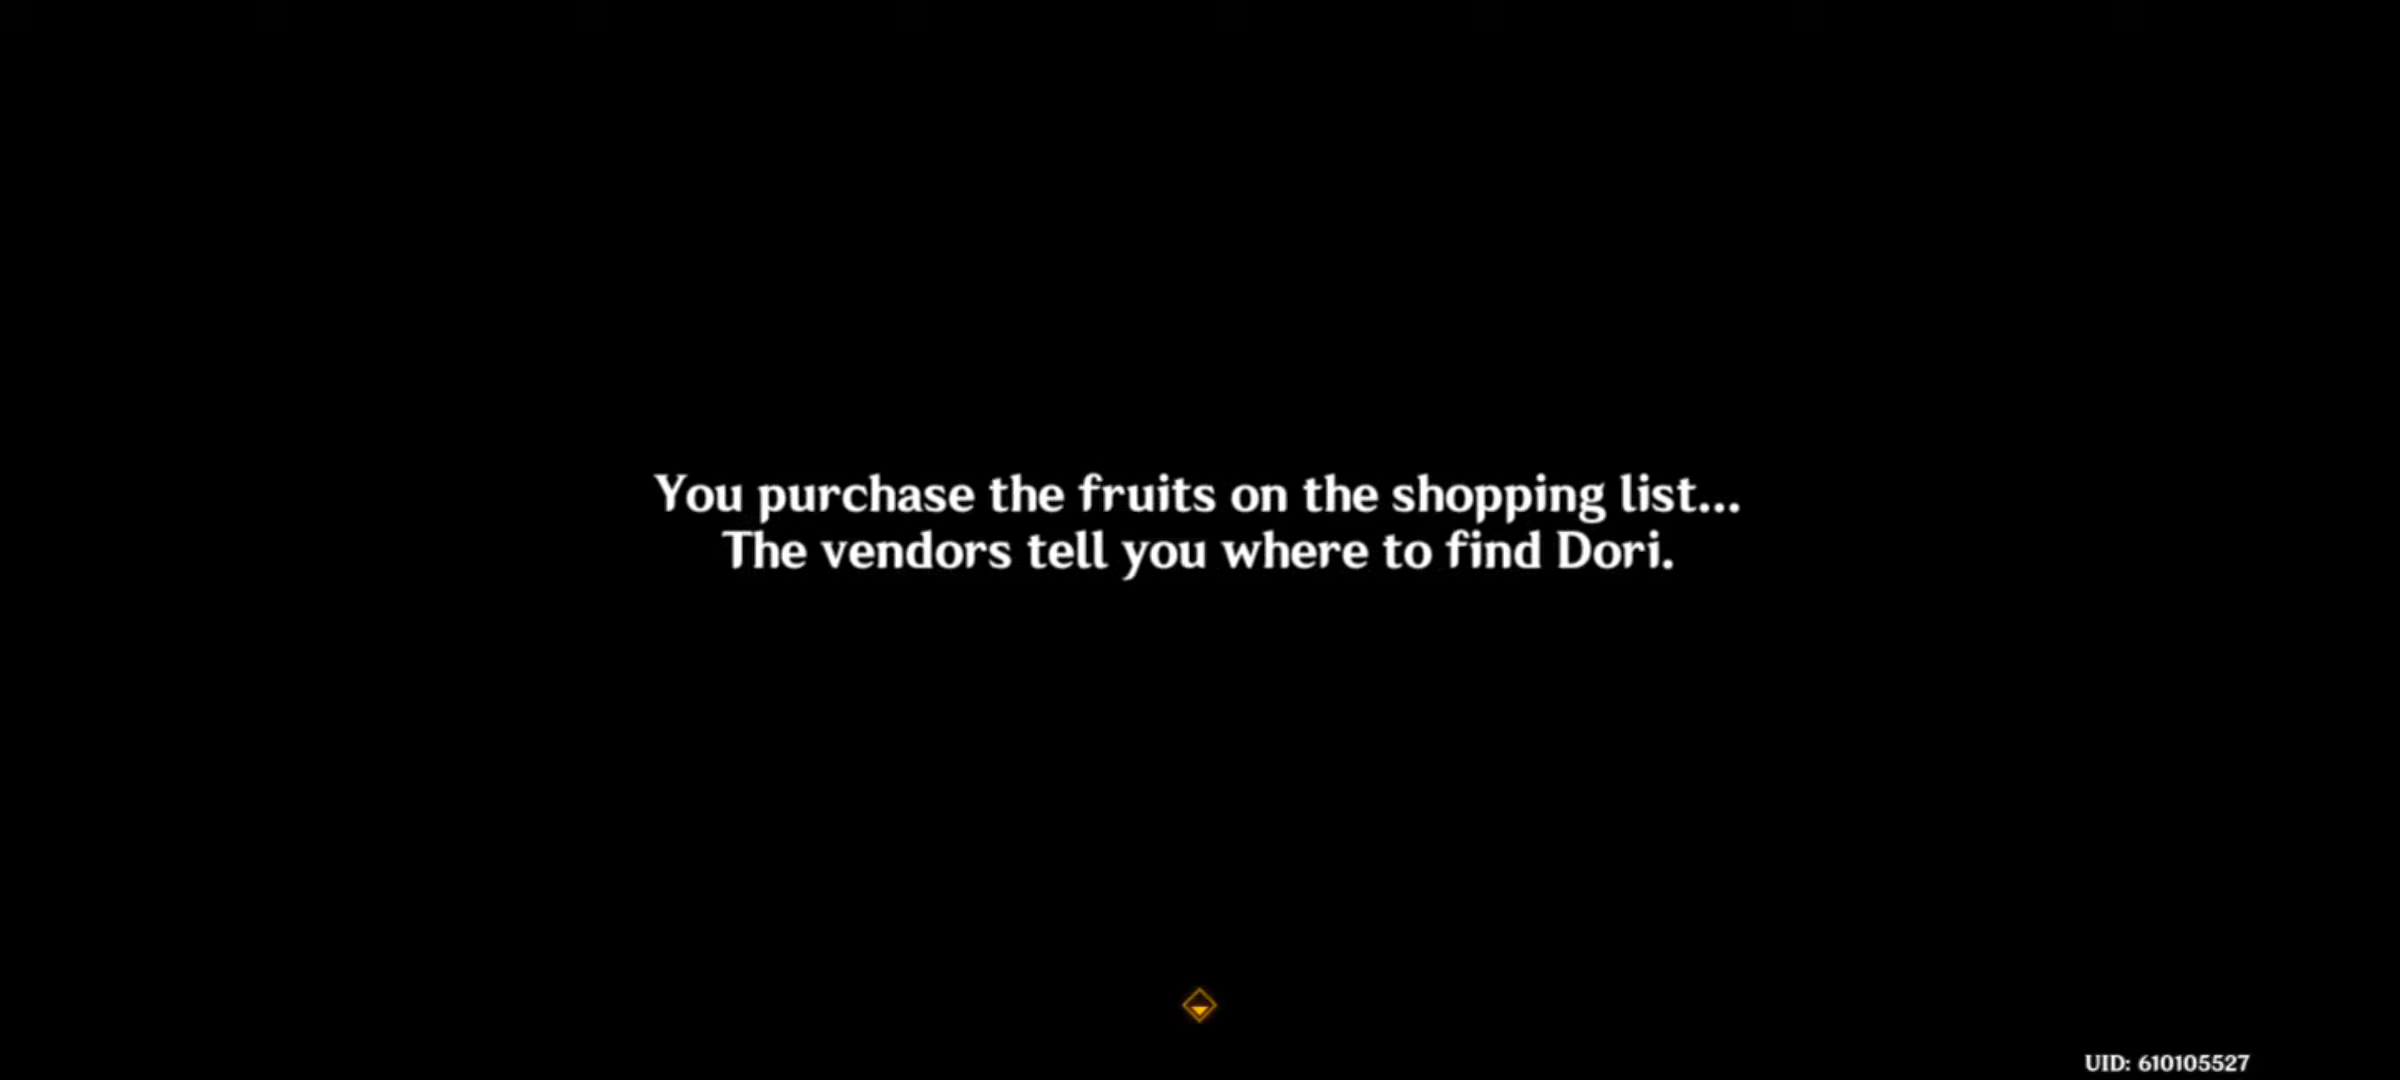 You purchase the fruits on the shopping list...
The vendors tell you where to find Dori.
UID: 610105527